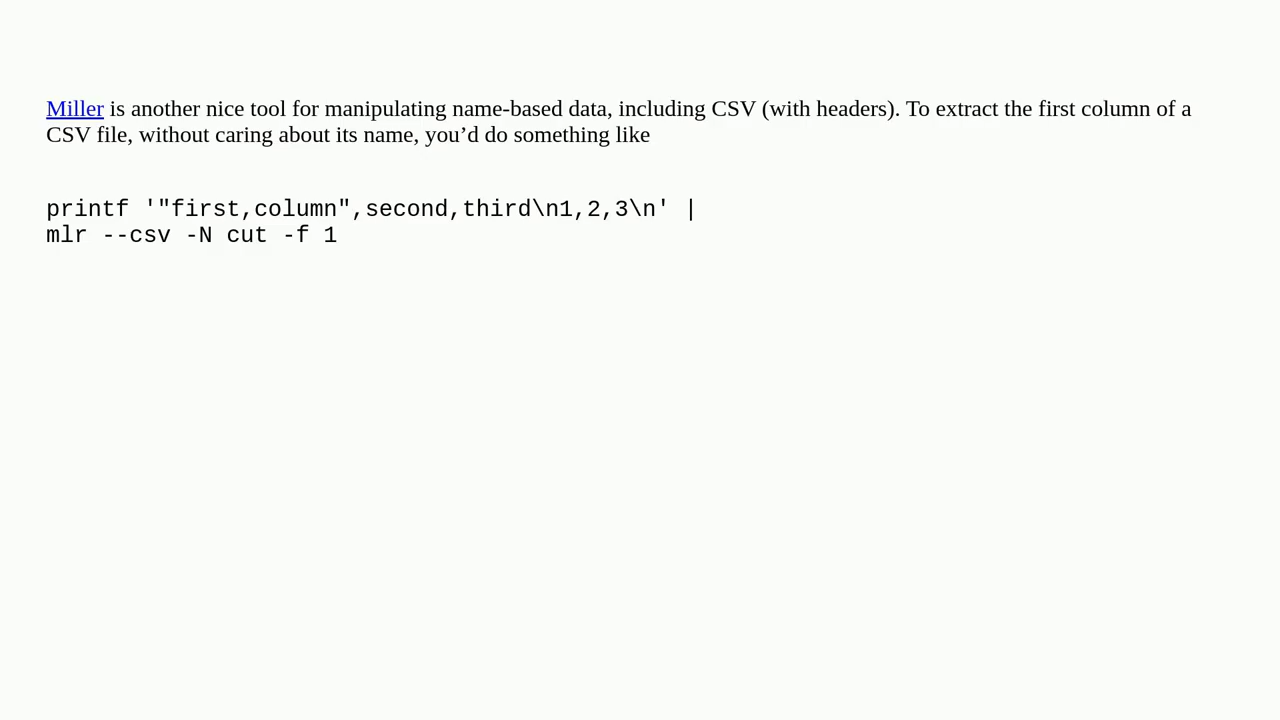 Miller is another nice tool for manipulating name-based data, including CSV (with headers). To extract the first column of a
CSV file, without caring about its name, you’d do something like
printf '"first,column",second,third\n1,2,3\n' |
mlr --csv -N cut -f 1